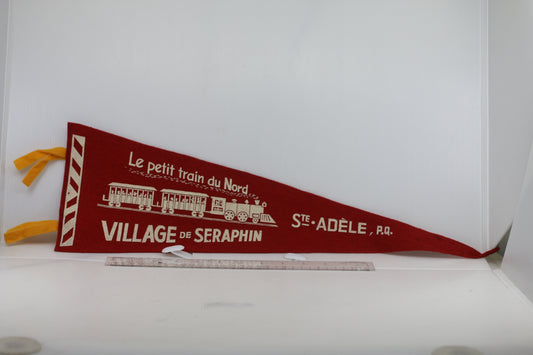 Le petit train du Nord
VILLAGE DE SERAPHIN
STE-ADÈLE, P.Q.